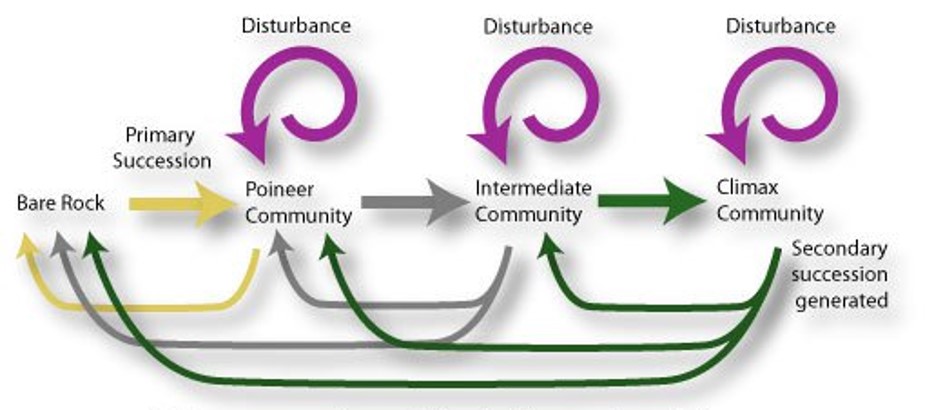 Disturbance
Disturbance
Disturbance
Primary
Succession
Bare Rock
Poineer
Community
Intermediate
Community
Climax
Community
Secondary
succession
generated